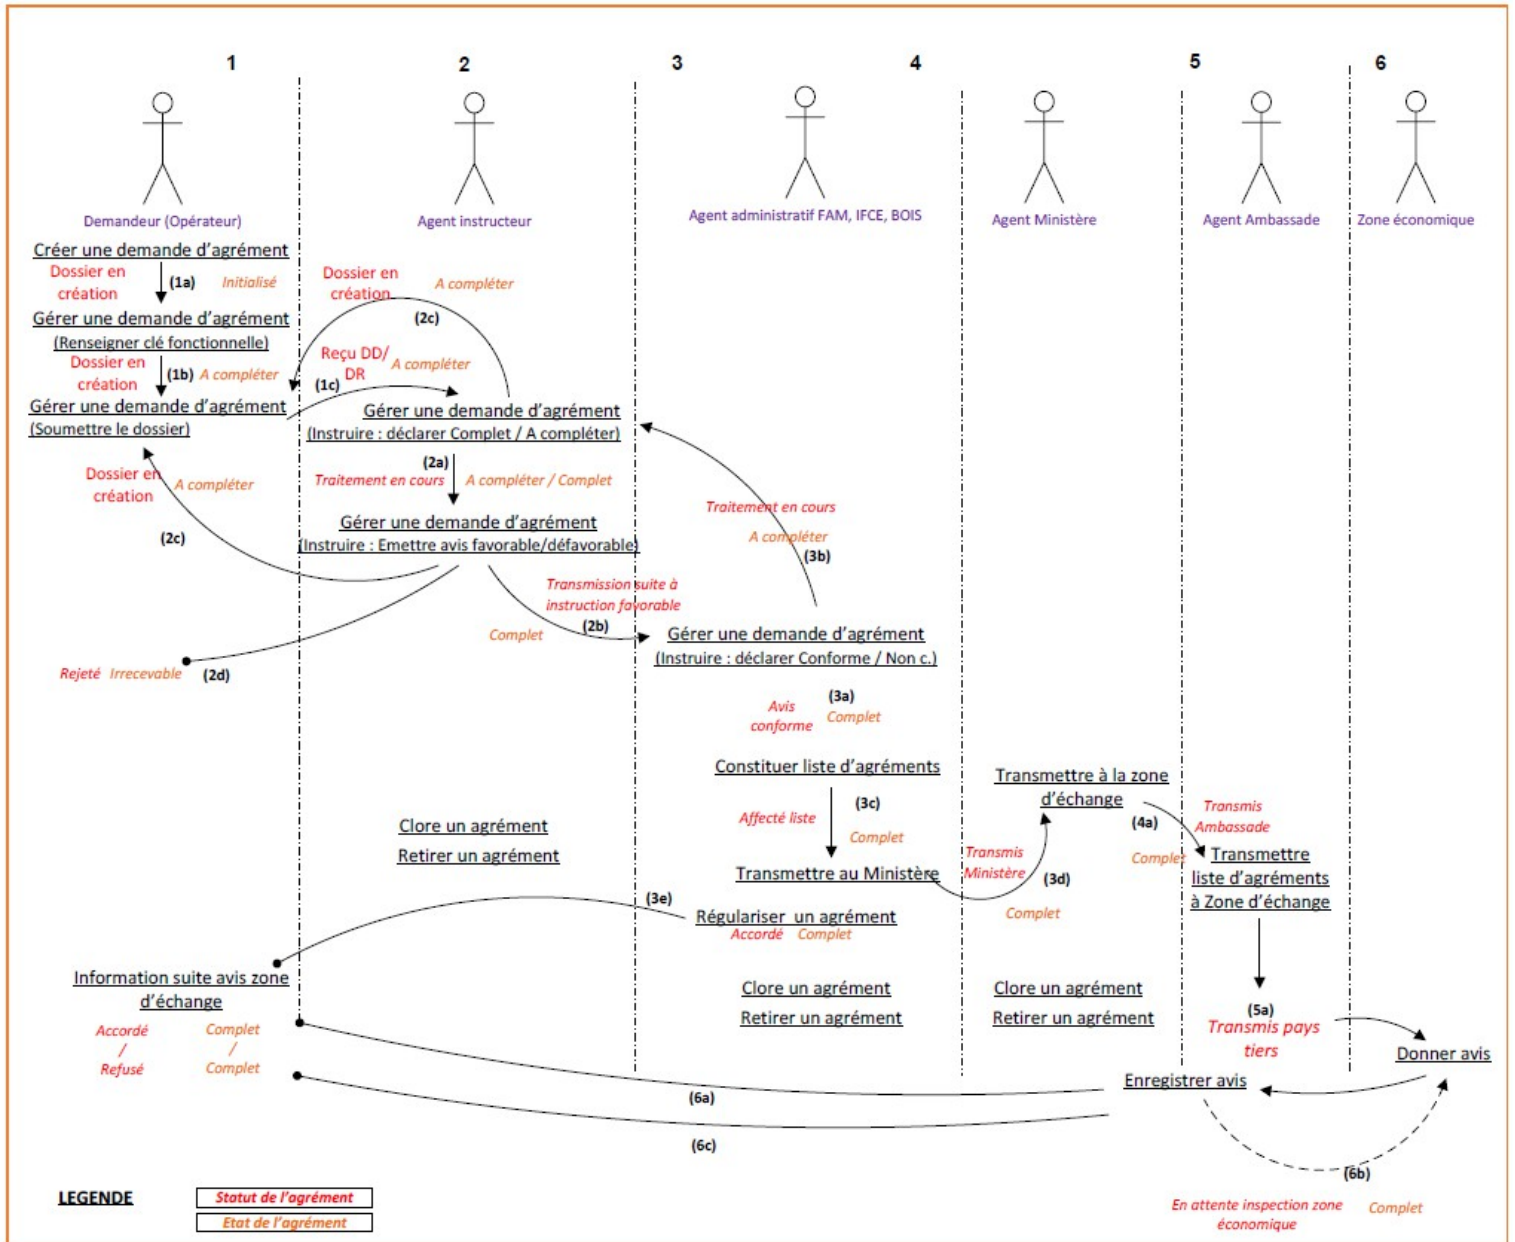 1
2
3
4
5
6
Demandeur (Opérateur)
Agent instructeur
Agent administratif FAM, IFCE, BOIS
Agent Ministère
Agent Ambassade
Zone économique
Créer une demande d'agrément
Dossier en
création
(1a)
Initialisé
Gérer une demande d'agrément
(Renseigner clé fonctionnelle)
Dossier en
création
(1b)
A compléter
Gérer une demande d'agrément
(Soumettre le dossier)
Dossier en
création
A compléter
(2c)
Reçu DD/
DR
A compléter
(1c)
Gérer une demande d'agrément
(Instruire : déclarer Complet / A compléter)
(2a)
Traitement en cours
A compléter / Complet
Gérer une demande d'agrément
(Instruire : Emettre avis favorable/défavorable)
Dossier en
création
A compléter
(2c)
Rejeté
Irrecevable
(2d)
Transmission suite à
instruction favorable
Complet
(2b)
Traitement en cours
A compléter
(3b)
Gérer une demande d'agrément
(Instruire : déclarer Conforme / Non c.)
(3a)
Avis
conforme
Complet
Constituer liste d'agréments
(3c)
Affecté liste
Complet
Transmettre au Ministère
Transmis
Ministère
(3d)
Complet
Transmettre à la zone
d'échange
(4a)
Transmis
Ambassade
Complet
Transmettre
liste d'agréments
à Zone d'échange
Clore un agrément
Retirer un agrément
(3e)
Régulariser un agrément
Accordé
Complet
Information suite avis zone
d'échange
Accordé
/
Refusé
Complet
/
Complet
Clore un agrément
Retirer un agrément
Clore un agrément
Retirer un agrément
(5a)
Transmis pays
tiers
Donner avis
Enregistrer avis
(6a)
(6c)
(6b)
En attente inspection zone
économique
Complet
LEGENDE
Statut de l'agrément
Etat de l'agrément